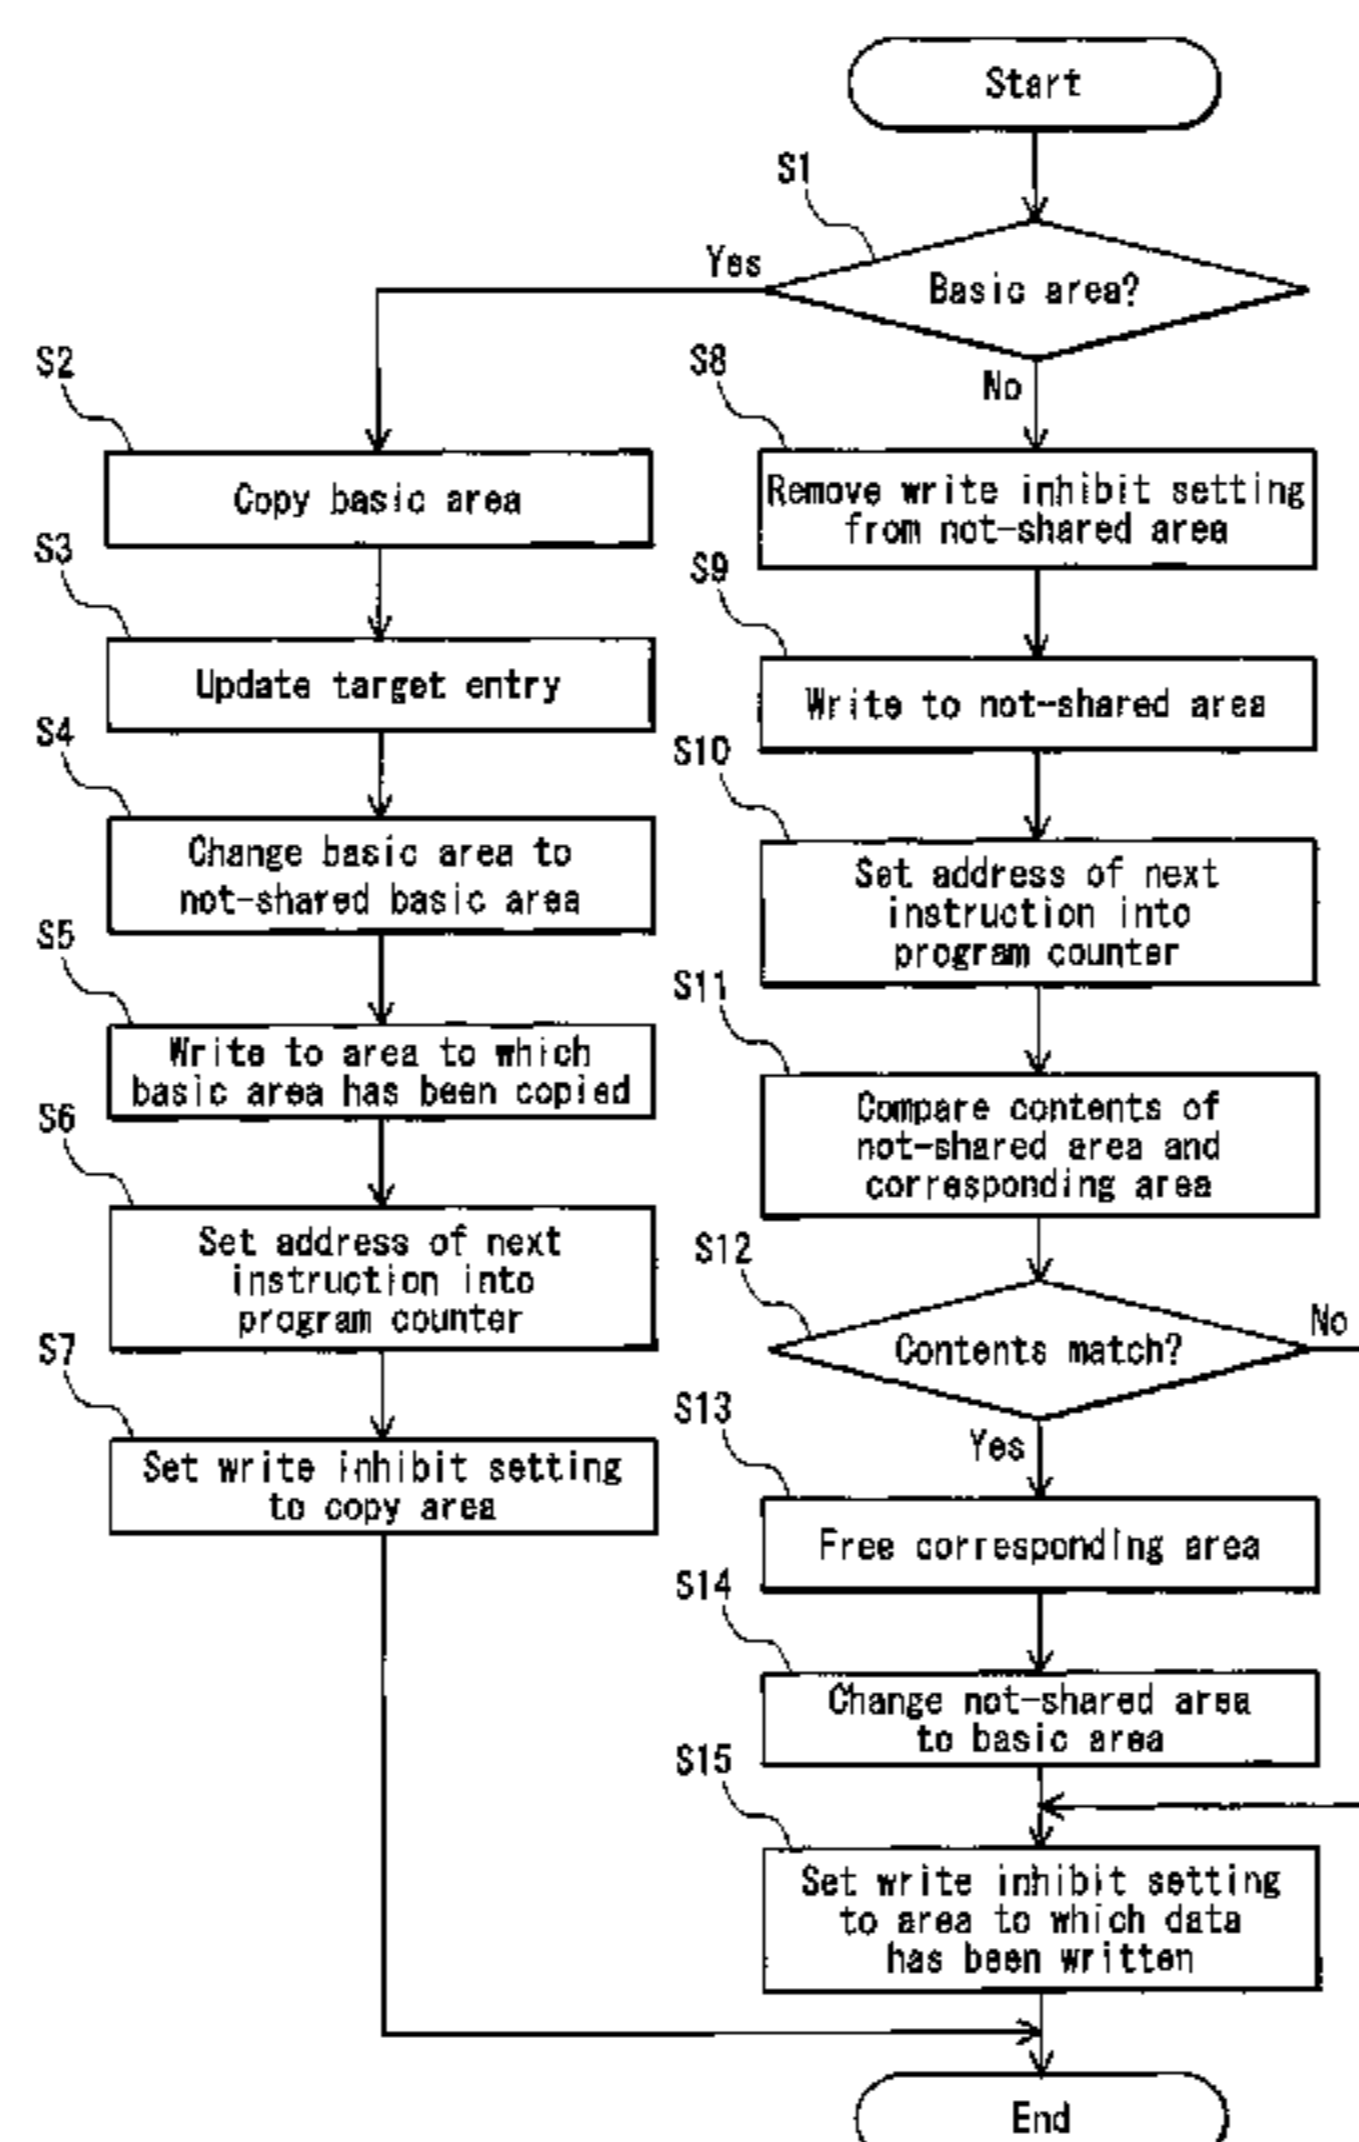 Start
S1
Basic area?
Yes
No
S2
Copy basic area
S3
Update target entry
S4
Change basic area to
not-shared basic area
S5
Write to area to which
basic area has been copied
S6
Set address of next
instruction into
program counter
S7
Set write inhibit setting
to copy area
S8
Remove write inhibit setting
from not-shared area
S9
Write to not-shared area
S10
Set address of next
instruction into
program counter
S11
Compare contents of
not-shared area and
corresponding area
S12
Contents match?
No
Yes
S13
Free corresponding area
S14
Change not-shared area
to basic area
S15
Set write inhibit setting
to area to which data
has been written
End